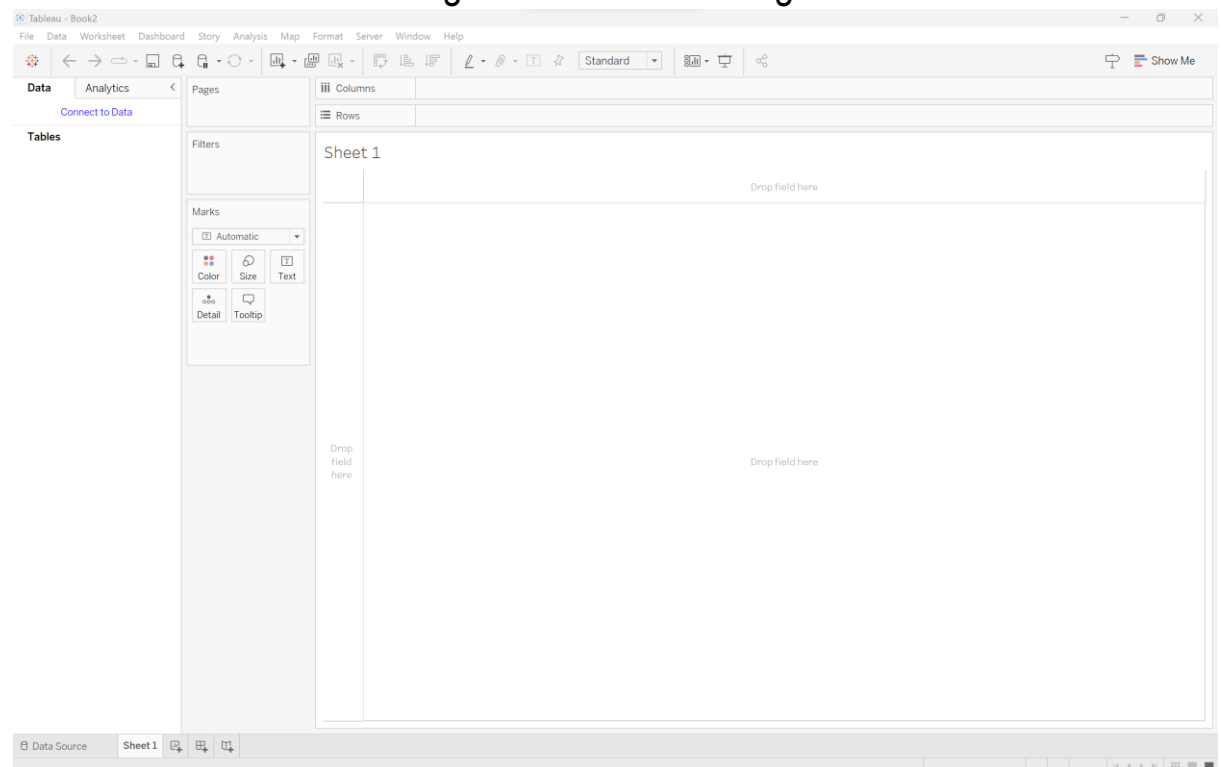 Tableau - Book2
File Data Worksheet Dashboard Story Analysis Map Format Server Window Help
Standard
Show Me
Data Analytics
Connect to Data
Tables
Pages
Filters
Marks
Automatic
Color Size Text
Detail Tooltip
Columns
Rows
Sheet 1
Drop field here
Drop
field
here
Drop field here
Data Source Sheet 1